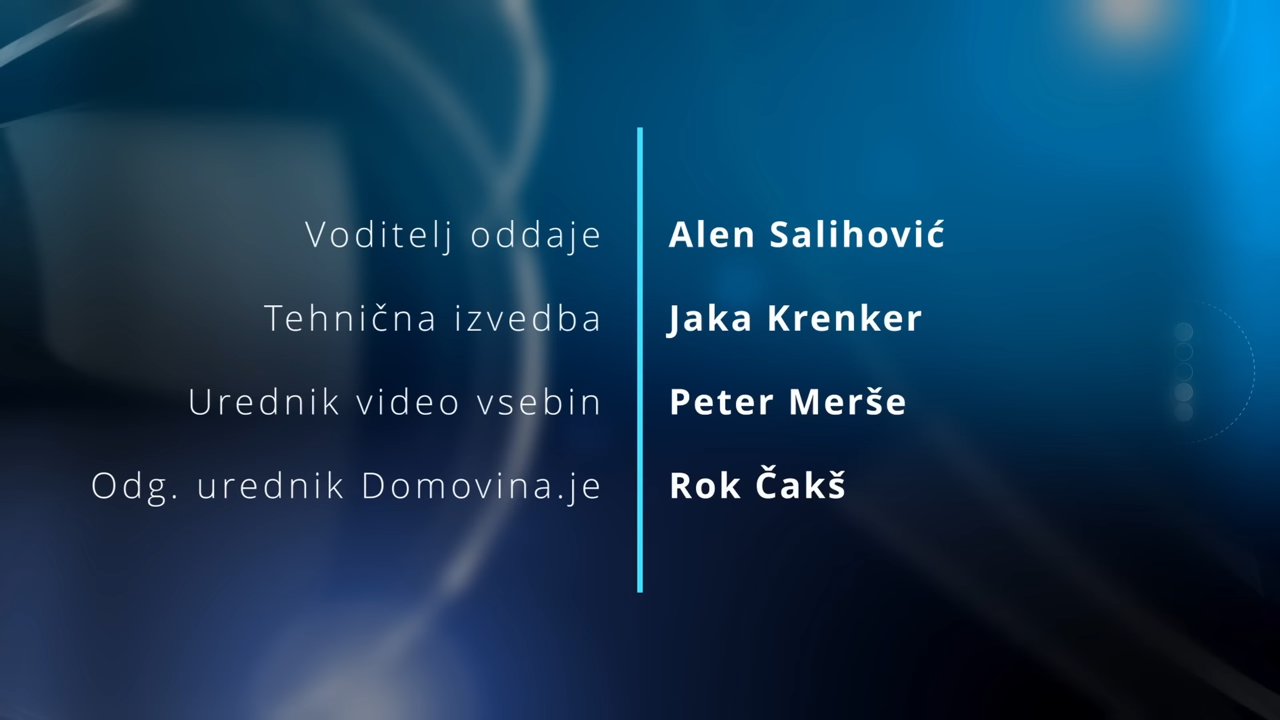 Voditelj oddaje Alen Salihović
Tehnična izvedba Jaka Krenker
Urednik video vsebin Peter Merše
Odg. urednik Domovina.je Rok Čakš